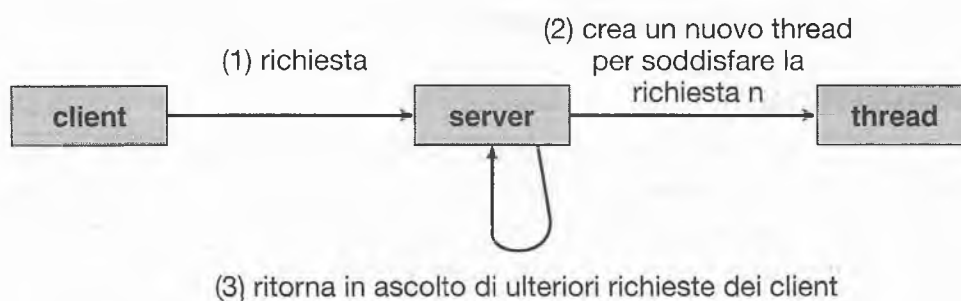 (1) richiesta
(2) crea un nuovo thread
per soddisfare la
richiesta n
client
server
thread
(3) ritorna in ascolto di ulteriori richieste dei client